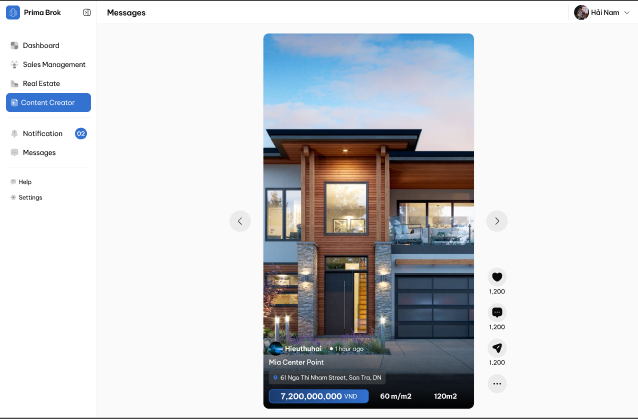 Prima Brok
Messages
Hải Nam
Dashboard
Sales Management
Real Estate
Content Creator
Notification 02
Messages
Help
Settings
1,200
1,200
1.200
Hieuthuhai • 1 hour ago
Mia Center Point
61 Ngo Thi Nham Street, Son Tra, DN
7,200,000,000 VND
60 m/m2
120m2